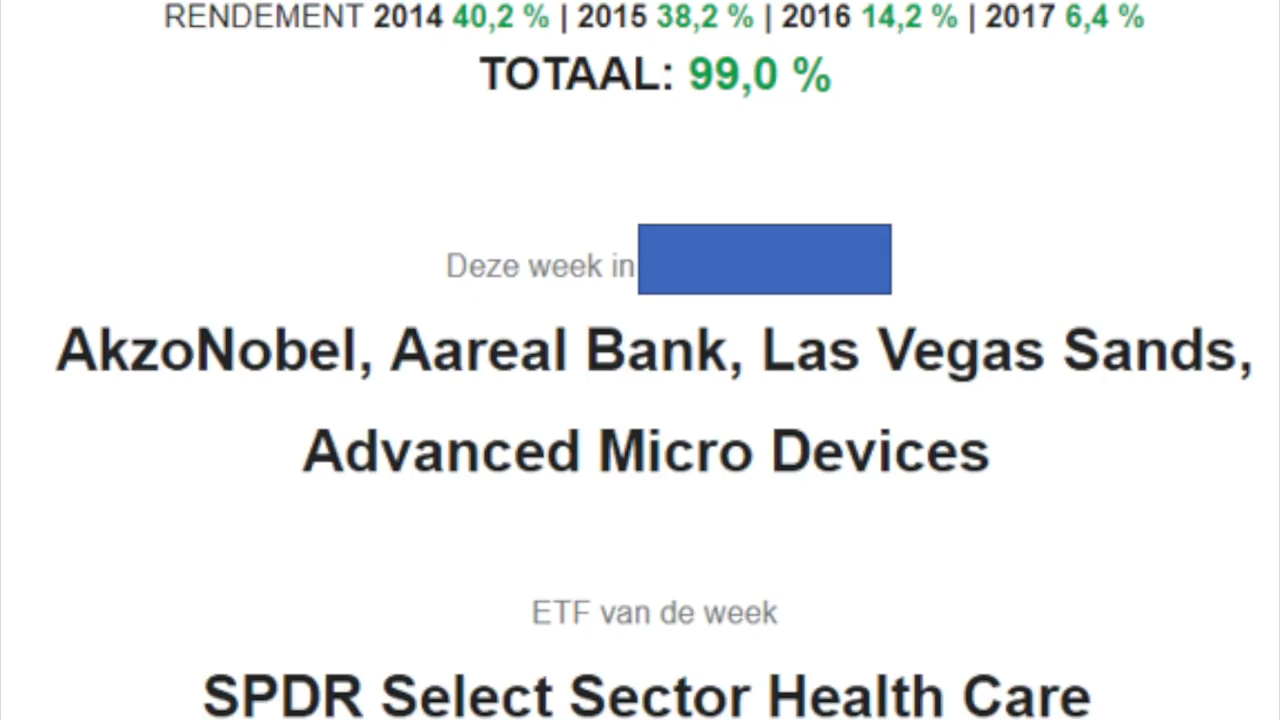 RENDEMENT 2014 40,2 % | 2015 38,2 % | 2016 14,2 % | 2017 6,4 %
TOTAAL: 99,0 %
Deze week in
AkzoNobel, Aareal Bank, Las Vegas Sands,
Advanced Micro Devices
ETF van de week
SPDR Select Sector Health Care